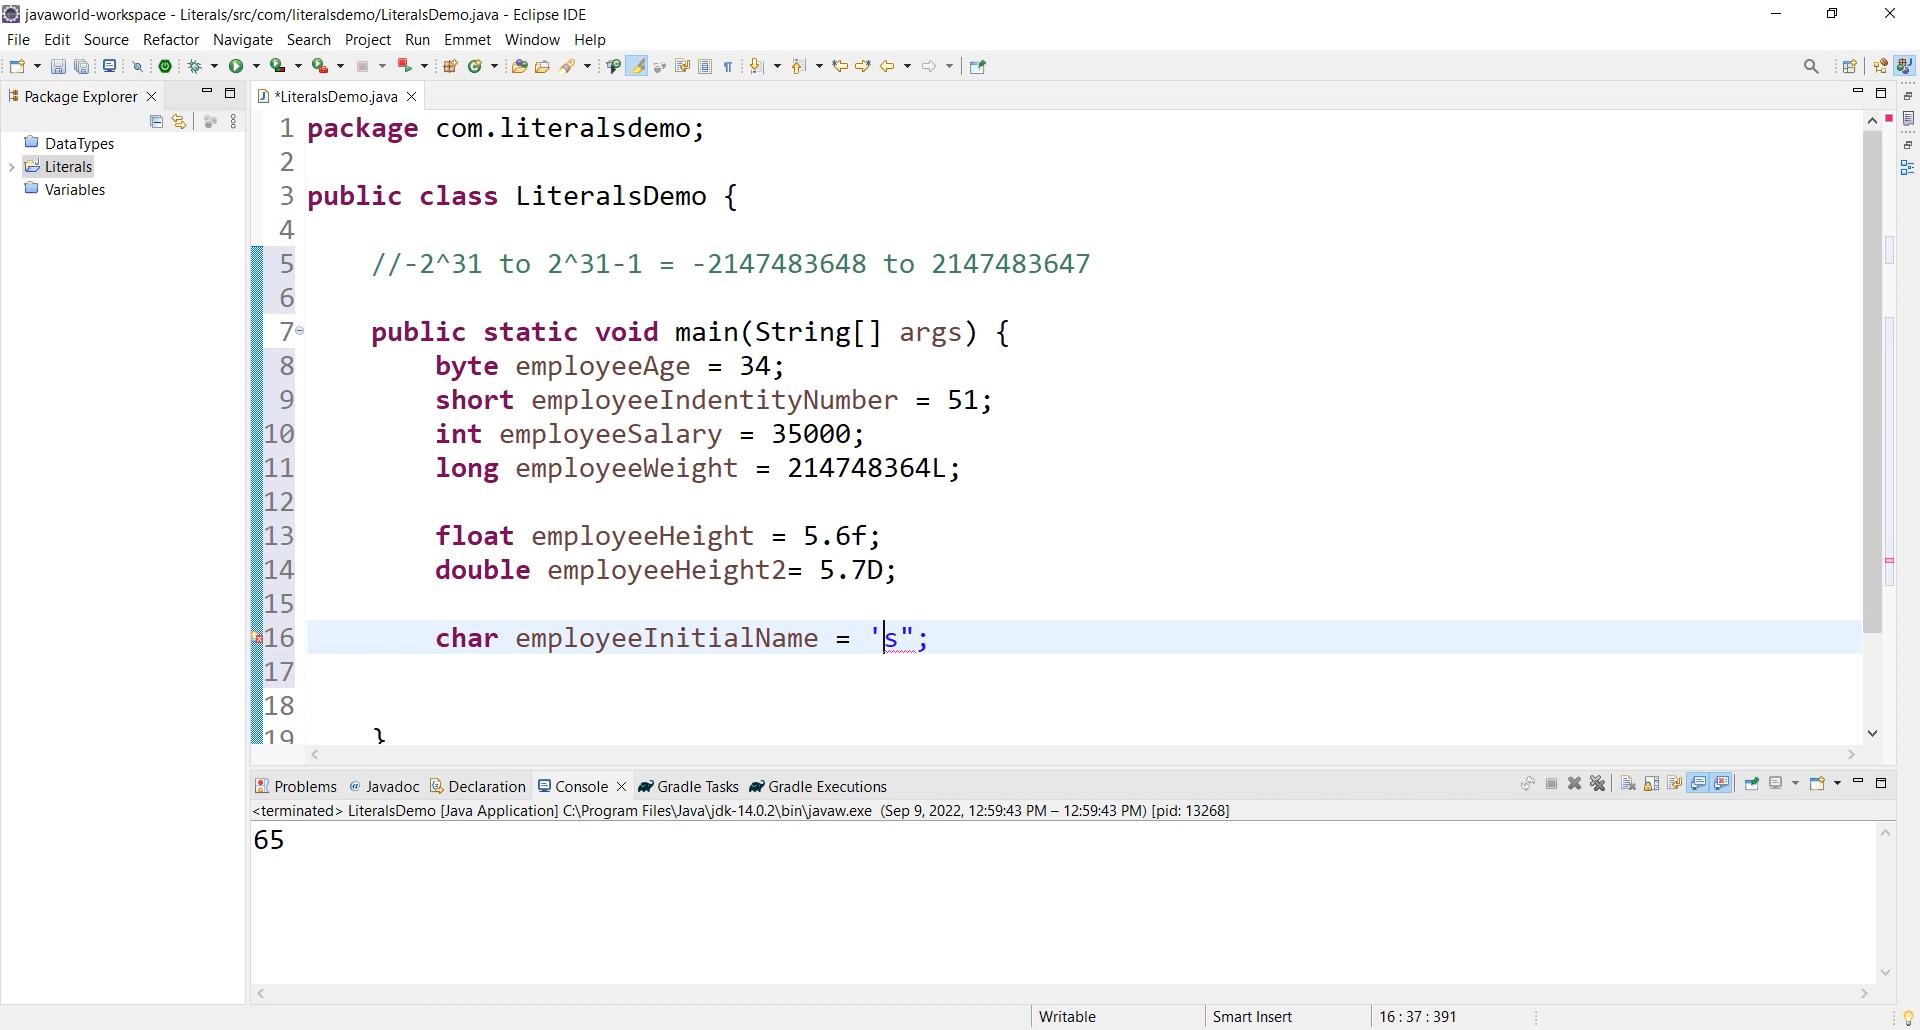 javaworld-workspace - Literals/src/com/literalsdemo/LiteralsDemo.java - Eclipse IDE
File Edit Source Refactor Navigate Search Project Run Emmet Window Help
Package Explorer
*LiteralsDemo.java
DataTypes
Literals
Variables
1 package com.literalsdemo;
2
3 public class LiteralsDemo {
4
5 //-2^31 to 2^31-1 = -2147483648 to 2147483647
6
7 public static void main(String[] args) {
8 byte employeeAge = 34;
9 short employeeIndentityNumber = 51;
10 int employeeSalary = 35000;
11 long employeeWeight = 214748364L;
12
13 float employeeHeight = 5.6f;
14 double employeeHeight2= 5.7D;
15
16 char employeeInitialName = 's";
17
18
19 }
Problems @ Javadoc Declaration Console Gradle Tasks Gradle Executions
<terminated> LiteralsDemo [Java Application] C:\Program Files\Java\jdk-14.0.2\bin\javaw.exe (Sep 9, 2022, 12:59:43 PM – 12:59:43 PM) [pid: 13268]
65
Writable Smart Insert 16 : 37 : 391